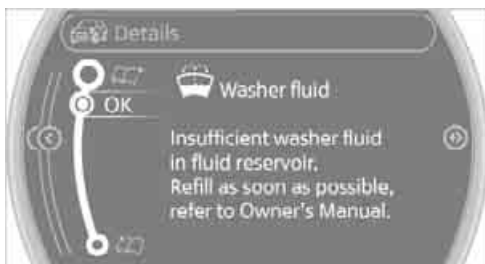 Details
OK
Washer fluid
Insufficient washer fluid
in fluid reservoir.
Refill as soon as possible,
refer to Owner's Manual.